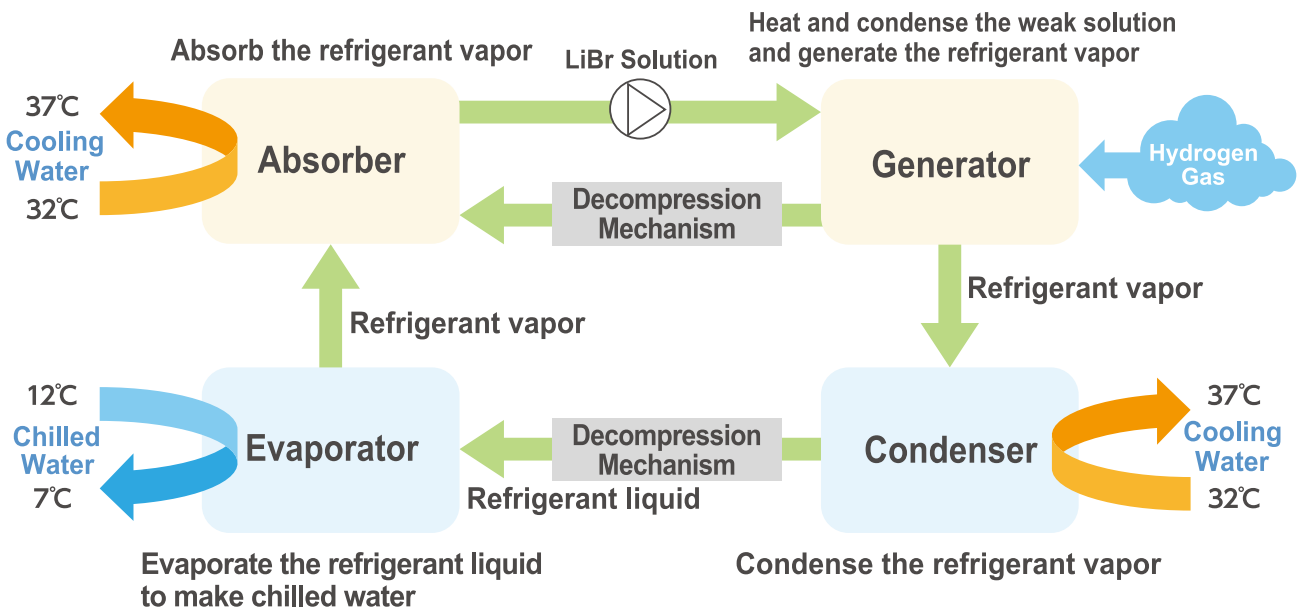 Heat and condense the weak solution
and generate the refrigerant vapor
Absorb the refrigerant vapor
LiBr Solution
37℃
Cooling
Water
32℃
Absorber
Generator
Hydrogen
Gas
Decompression
Mechanism
Refrigerant vapor
Refrigerant vapor
12℃
Chilled
Water
7℃
Evaporator
Decompression
Mechanism
Refrigerant liquid
Condenser
37℃
Cooling
Water
32℃
Evaporate the refrigerant liquid
to make chilled water
Condense the refrigerant vapor